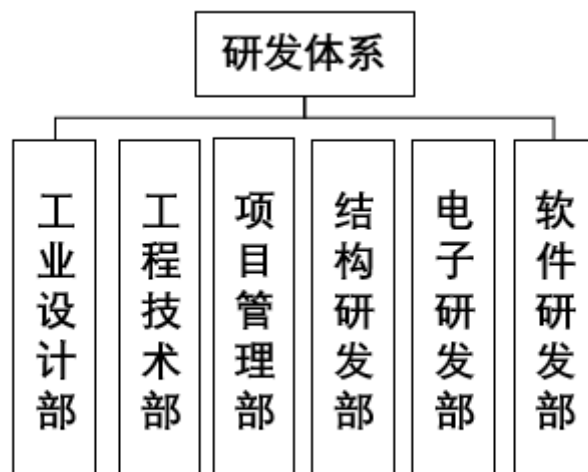 研发体系
工业设计部
工程技术部
项目管理部
结构研发部
电子研发部
软件研发部